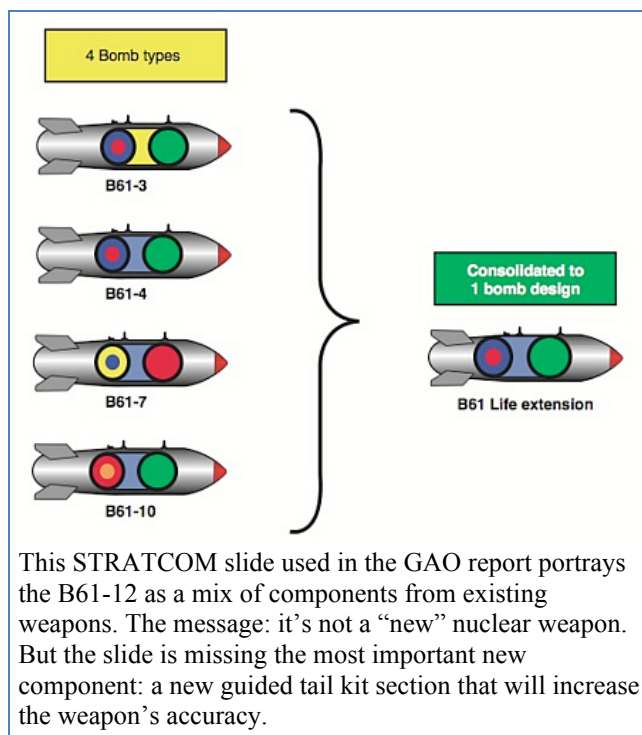 4 Bomb types
B61-3
B61-4
Consolidated to
1 bomb design
B61-7
B61 Life extension
B61-10
This STRATCOM slide used in the GAO report portrays
the B61-12 as a mix of components from existing
weapons. The message: it’s not a “new” nuclear weapon.
But the slide is missing the most important new
component: a new guided tail kit section that will increase
the weapon’s accuracy.